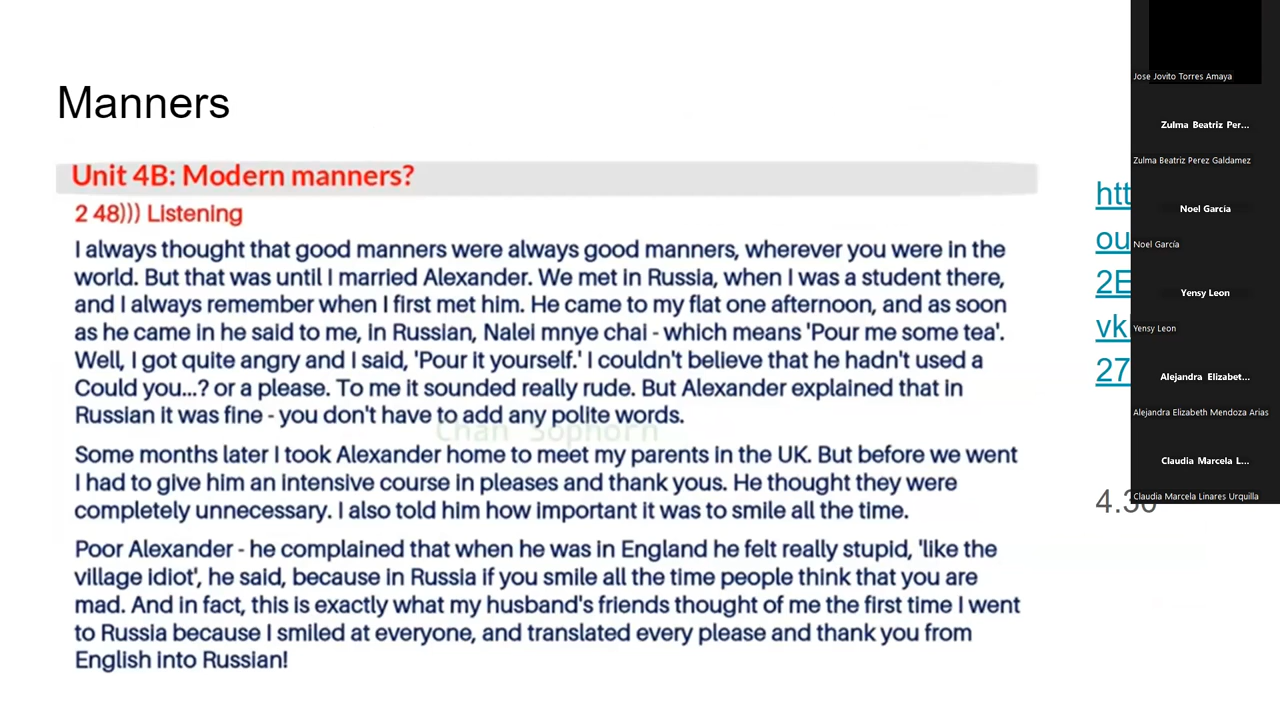 Manners
Unit 4B: Modern manners?
2 48))) Listening
I always thought that good manners were always good manners, wherever you were in the
world. But that was until I married Alexander. We met in Russia, when I was a student there,
and I always remember when I first met him. He came to my flat one afternoon, and as soon
as he came in he said to me, in Russian, Nalei mnye chai - which means 'Pour me some tea'.
Well, I got quite angry and I said, 'Pour it yourself.' I couldn't believe that he hadn't used a
Could you...? or a please. To me it sounded really rude. But Alexander explained that in
Russian it was fine - you don't have to add any polite words.
Chan Sophorn
Some months later I took Alexander home to meet my parents in the UK. But before we went
I had to give him an intensive course in pleases and thank yous. He thought they were
completely unnecessary. I also told him how important it was to smile all the time.
Poor Alexander - he complained that when he was in England he felt really stupid, 'like the
village idiot', he said, because in Russia if you smile all the time people think that you are
mad. And in fact, this is exactly what my husband's friends thought of me the first time I went
to Russia because I smiled at everyone, and translated every please and thank you from
English into Russian!
htt
ou
2E
vk
27
Jose Jovito Torres Amaya
Zulma Beatriz Per...
Zulma Beatriz Perez Galdamez
Noel Garcia
Noel García
Yensy Leon
Yensy Leon
Alejandra Elizabet...
Alejandra Elizabeth Mendoza Arias
Claudia Marcela L...
Claudia Marcela Linares Urquilla